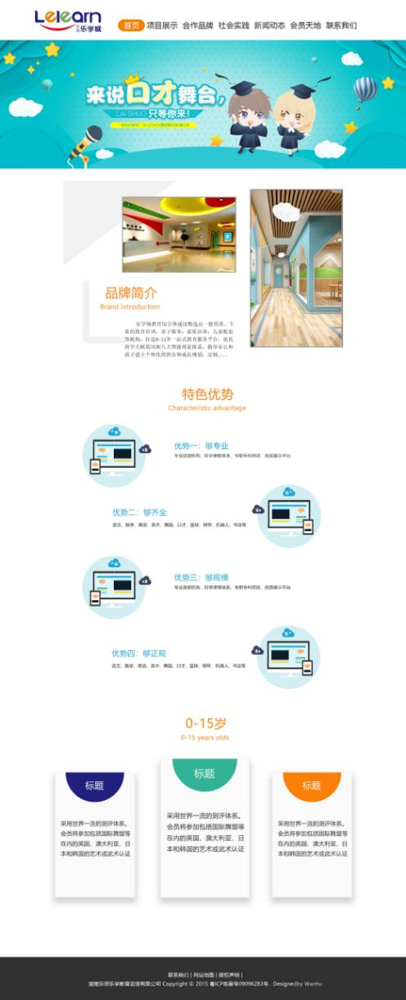 Lelearn
乐学城
首页 项目展示 合作品牌 社会实践 新闻动态 会员天地 联系我们
来说口才舞台，
LAI SHUO 只等你来！
品牌简介
Brand introduction
乐学城教育综合体通过甄选出一批优质、专
业的教育培训、亲子服务、素质培训、儿童配套
等机构，打造0-15岁一站式教育服务平台，依托
科学天赋基因和八大智能理论体系，指导家长和
孩子建立个体化的快乐和成长规划，定制....
特色优势
Characteristic advantage
优势一：够专业
专业连锁机构、科学课程体系、专职专科师资、优质展示平台
优势二：够齐全
语文、数学、英语、美术、舞蹈、口才、篮球、钢琴、机器人、书法等
优势三：够规模
专业连锁机构、科学课程体系、专职专科师资、优质展示平台
优势四：够正规
语文、数学、英语、美术、舞蹈、口才、篮球、钢琴、机器人、书法等
0-15岁
0-15 years olds
标题
采用世界一流的测评体系。
会员将参加包括国际舞盟等
在内的英国、澳大利亚、日
本和韩国的艺术或武术认证
标题
采用世界一流的测评体系。
会员将参加包括国际舞盟等
在内的英国、澳大利亚、日
本和韩国的艺术或武术认证
标题
采用世界一流的测评体系。
会员将参加包括国际舞盟等
在内的英国、澳大利亚、日
本和韩国的艺术或武术认证
联系我们 | 网站地图 | 版权声明 |
湖南乐师乐学教育咨询有限公司 Copyright © 2015 粤ICP备案号09096283号 . Designedby Wanhu